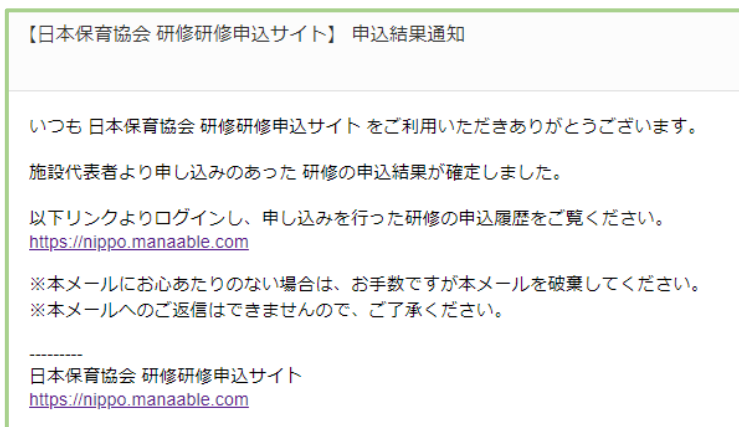 【日本保育協会 研修研修申込サイト】 申込結果通知
いつも 日本保育協会 研修研修申込サイト をご利用いただきありがとうございます。
施設代表者より申し込みのあった 研修の申込結果が確定しました。
以下リンクよりログインし、申し込みを行った研修の申込履歴をご覧ください。
https://nippo.manaable.com
※本メールにお心あたりのない場合は、お手数ですが本メールを破棄してください。
※本メールへのご返信はできませんので、ご了承ください。
---------
日本保育協会 研修研修申込サイト
https://nippo.manaable.com